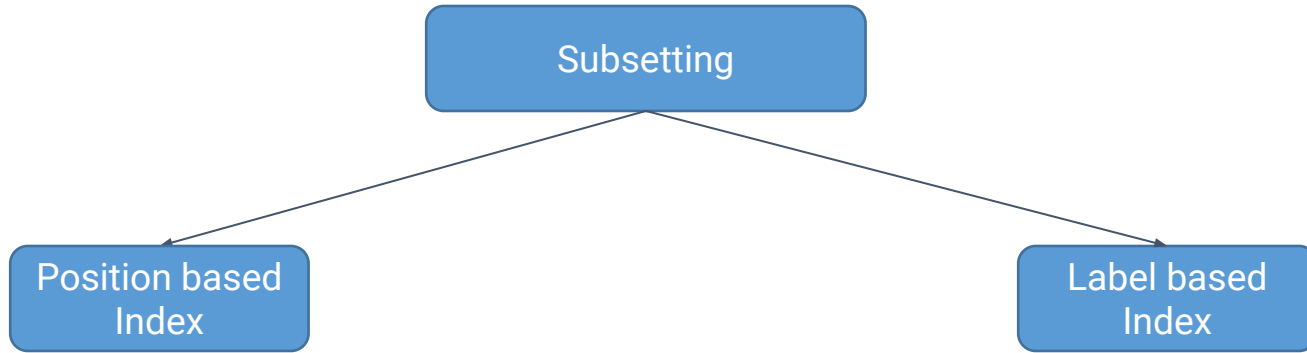 Subsetting
Position based
Index
Label based
Index